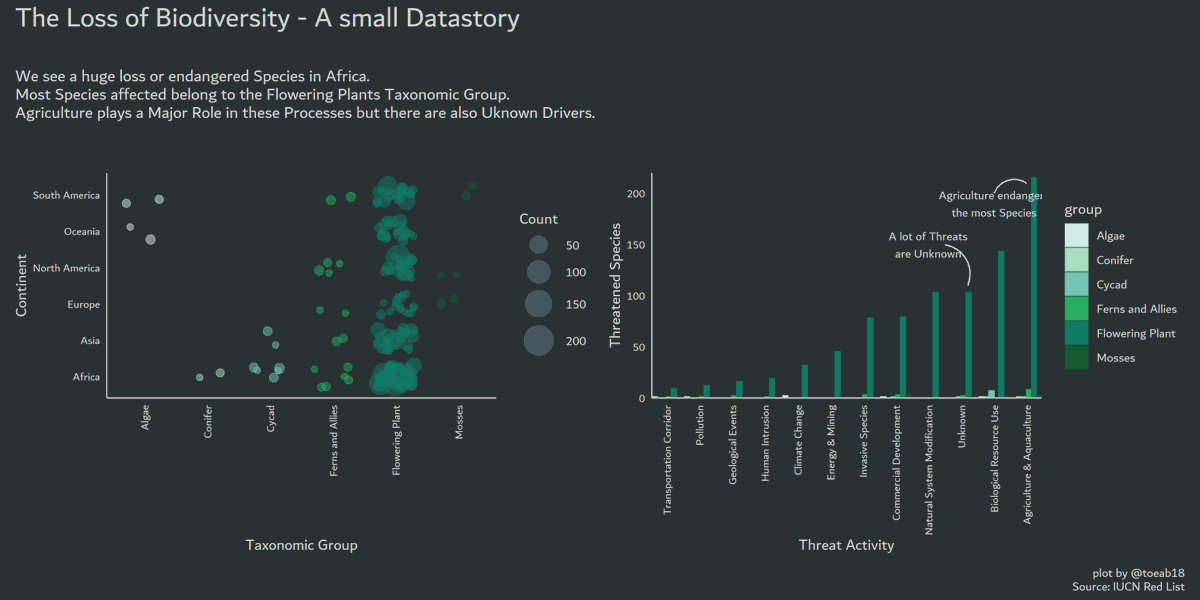 The Loss of Biodiversity - A small Datastory
We see a huge loss or endangered Species in Africa.
Most Species affected belong to the Flowering Plants Taxonomic Group.
Agriculture plays a Major Role in these Processes but there are also Uknown Drivers.
Continent
South America
Oceania
North America
Europe
Asia
Africa
Algae
Conifer
Cycad
Ferns and Allies
Flowering Plant
Mosses
Taxonomic Group
Count
50
100
150
200
Threatened Species
200
150
100
50
0
Agriculture endanger
the most Species
A lot of Threats
are Unknown
Transportation Corridor
Pollution
Geological Events
Human Intrusion
Climate Change
Energy & Mining
Invasive Species
Commercial Development
Natural System Modification
Unknown
Biological Resource Use
Agriculture & Aquaculture
Threat Activity
group
Algae
Conifer
Cycad
Ferns and Allies
Flowering Plant
Mosses
plot by @toeab18
Source: IUCN Red List